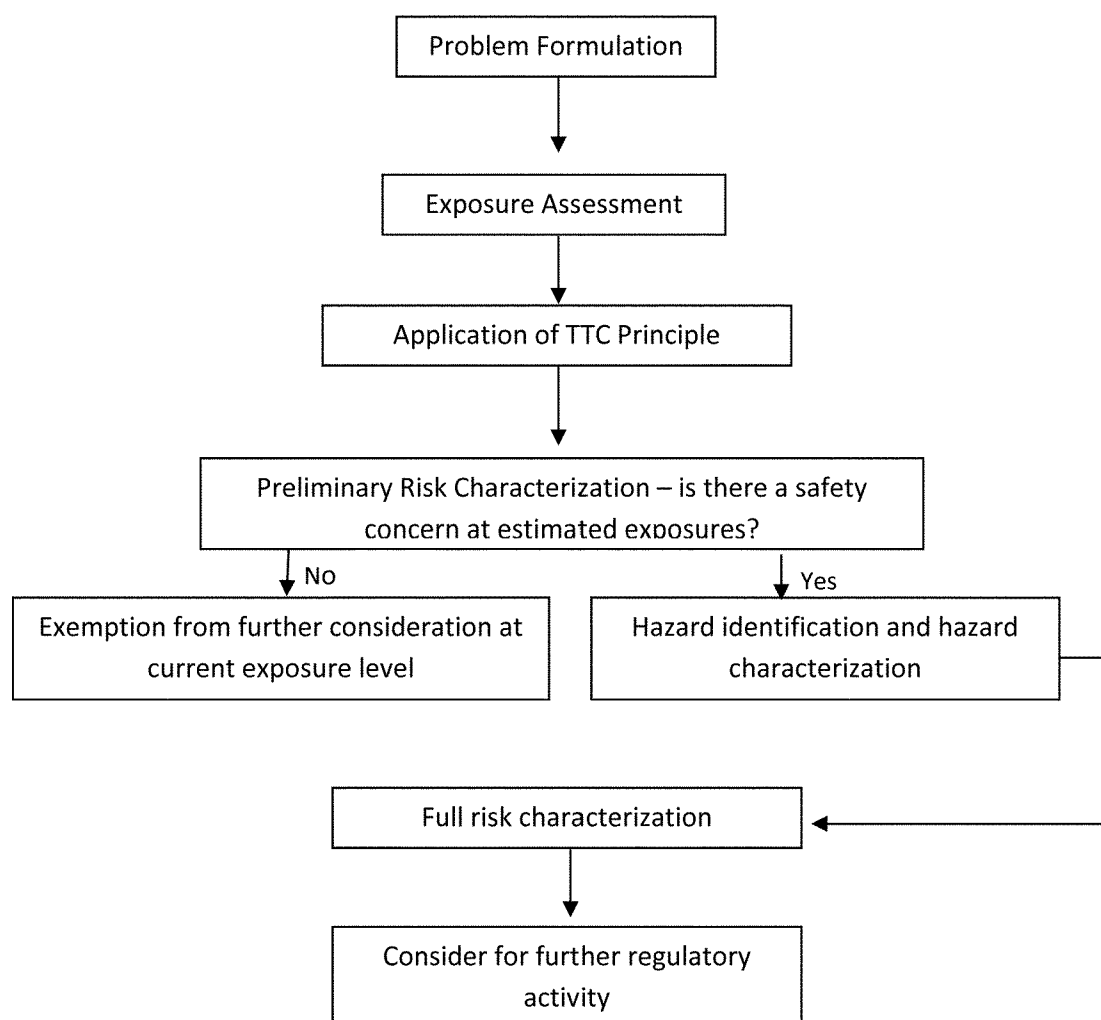 Problem Formulation
Exposure Assessment
Application of TTC Principle
Preliminary Risk Characterization – is there a safety
concern at estimated exposures?
No
Yes
Exemption from further consideration at
current exposure level
Hazard identification and hazard
characterization
Full risk characterization
Consider for further regulatory
activity